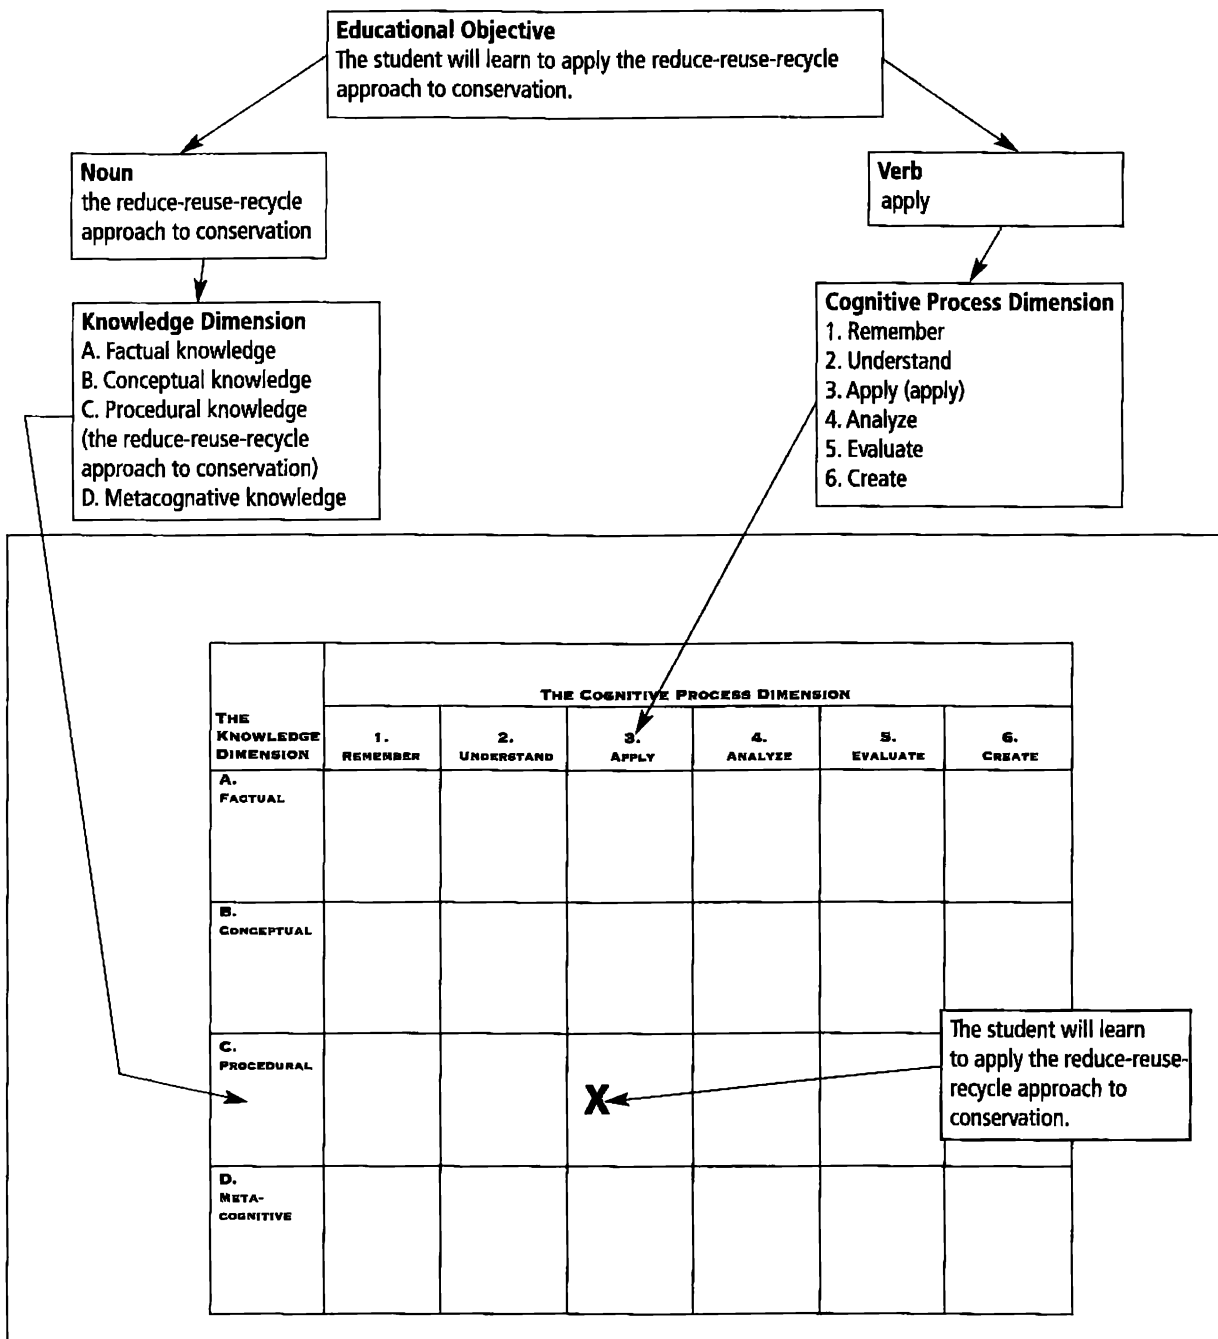 Educational Objective
The student will learn to apply the reduce-reuse-recycle
approach to conservation.
Noun
the reduce-reuse-recycle
approach to conservation
Verb
apply
Knowledge Dimension
A. Factual knowledge
B. Conceptual knowledge
C. Procedural knowledge
(the reduce-reuse-recycle
approach to conservation)
D. Metacognative knowledge
Cognitive Process Dimension
1. Remember
2. Understand
3. Apply (apply)
4. Analyze
5. Evaluate
6. Create
THE COGNITIVE PROCESS DIMENSION
THE
KNOWLEDGE
DIMENSION
1.
REMEMBER
2.
UNDERSTAND
3.
APPLY
4.
ANALYZE
5.
EVALUATE
6.
CREATE
A.
FACTUAL
B.
CONCEPTUAL
C.
PROCEDURAL
X
The student will learn
to apply the reduce-reuse-
recycle approach to
conservation.
D.
META-
COGNITIVE